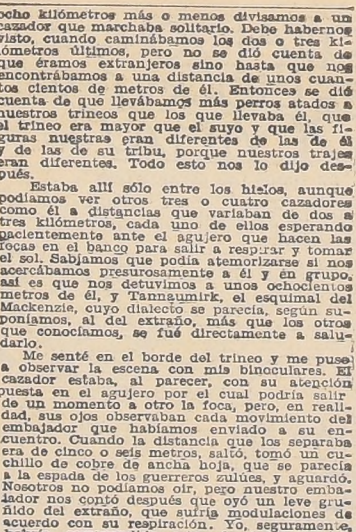 ocho kilómetros más o menos divisamos a un
cazador que marchaba solitario. Debe habernos
visto, cuando caminábamos los dos o tres ki-
lómetros últimos, pero no se dió cuenta de
que éramos extranjeros sino hasta que nos
encontrábamos a una distancia de unos cuan-
tos cientos de metros de él. Entonces se dió
cuenta de que llevábamos más perros atados a
nuestros trineos que los que llevaba él, que
el trineo era mayor que el suyo y que las fi-
guras nuestras eran diferentes de las de él
y de las de su tribu, porque nuestros trajes
eran diferentes. Todo esto nos lo dijo des-
pués.
Estaba allí sólo entre los hielos, aunque
podíamos ver otros tres o cuatro cazadores
como él a distancias que variaban de dos a
tres kilómetros, cada uno de ellos esperando
pacientemente ante el agujero que hacen las
focas en el banco para salir a respirar y tomar
el sol. Sabíamos que podía atemorizarse si nos
acercábamos presurosamente a él y en grupo,
así es que nos detuvimos a unos ochocientos
metros de él, y Tannaumirk, el esquimal del
Mackenzie, cuyo dialecto se parecía, según su-
poníamos, al del extraño, más que los otros
que conocíamos, se fué directamente a salu-
darlo.
Me senté en el borde del trineo y me puse
a observar la escena con mis binoculares. El
cazador estaba, al parecer, con su atención
puesta en el agujero por el cual podría salir
de un momento a otro la foca, pero, en reali-
dad, sus ojos observaban cada movimiento del
embajador que habíamos enviado a su en-
cuentro. Cuando la distancia que los separaba
era de cinco o seis metros, saltó, tomó un cu-
chillo de cobre de ancha hoja, que se parecía
a la espada de los guerreros zulúes, y aguardó.
Nosotros no podíamos oír, pero nuestro emba-
jador nos contó después que oyó un leve gru-
ñido del extraño, que sufría modulaciones de
acuerdo con su respiración. Yo, seguramente